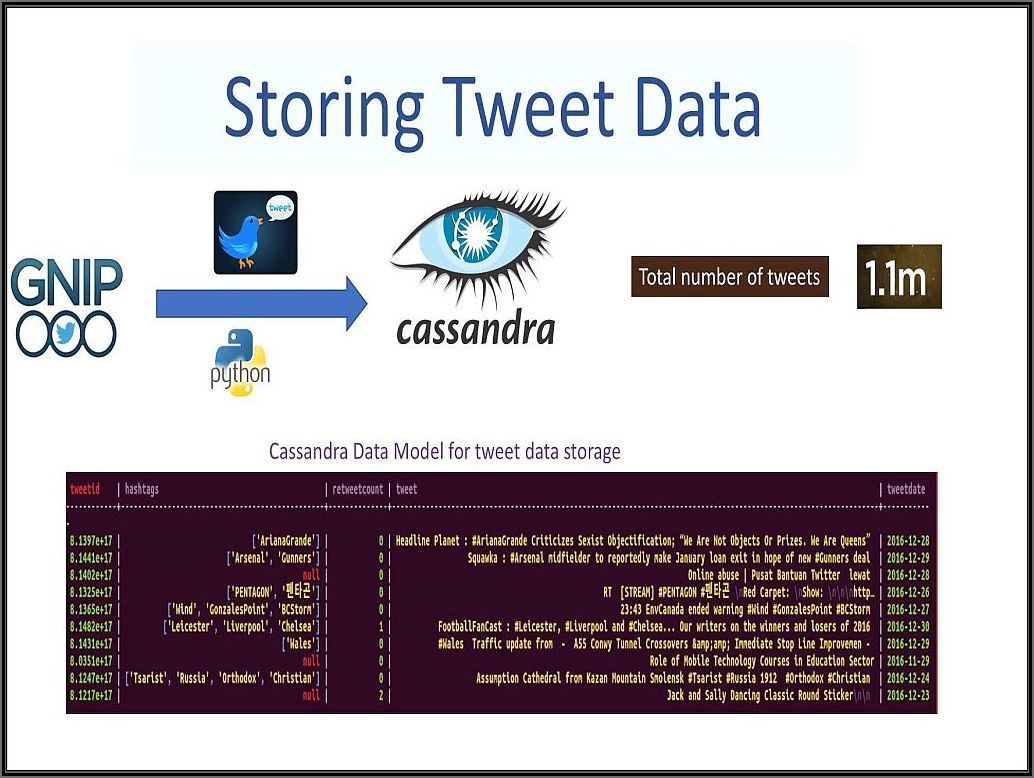 Storing Tweet Data
tweet
GNIP
python
cassandra
Total number of tweets
1.1m
Cassandra Data Model for tweet data storage
tweetid | hashtags | retweetcount | tweet | tweetdate
8.1397e+17 | ['ArianaGrande'] | 0 | Headline Planet : #ArianaGrande Criticizes Sexist Objectification; “We Are Not Objects Or Prizes. We Are Queens” | 2016-12-28
8.1441e+17 | ['Arsenal', 'Gunners'] | 0 | Squawka : #Arsenal midfielder to reportedly make January loan exit in hope of new #Gunners deal | 2016-12-29
8.1402e+17 | null | 0 | Online abuse | Pusat Bantuan Twitter lewat | 2016-12-28
8.1325e+17 | ['PENTAGON', '펜타곤'] | 0 | RT [STREAM] #PENTAGON #펜타곤 \nRed Carpet: \nShow: \n\n\nhttp… | 2016-12-26
8.1365e+17 | ['Wind', 'GonzalesPoint', 'BCStorm'] | 0 | 23:43 EnvCanada ended warning #Wind #GonzalesPoint #BCStorm | 2016-12-27
8.1482e+17 | ['Leicester', 'Liverpool', 'Chelsea'] | 1 | FootballFanCast : #Leicester, #Liverpool and #Chelsea... Our writers on the winners and losers of 2016 | 2016-12-30
8.1431e+17 | ['Wales'] | 0 | #Wales Traffic update from - A55 Conwy Tunnel Crossovers &amp;amp; Immediate Stop Line Improvemen - | 2016-12-29
8.0351e+17 | null | 0 | Role of Mobile Technology Courses in Education Sector | 2016-11-29
8.1247e+17 | ['Tsarist', 'Russia', 'Orthodox', 'Christian'] | 0 | Assumption Cathedral from Kazan Mountain Smolensk #Tsarist #Russia 1912 #Orthodox #Christian | 2016-12-24
8.1217e+17 | null | 2 | Jack and Sally Dancing Classic Round Sticker\n\n | 2016-12-23